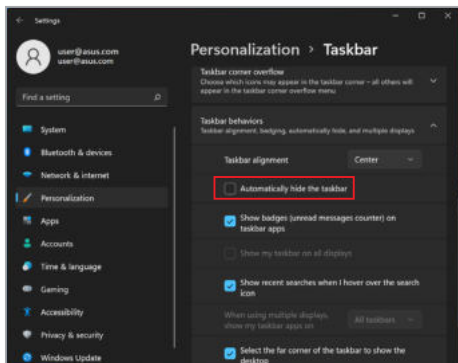 Settings
user@asus.com
user@asus.com
Find a setting
System
Bluetooth & devices
Network & internet
Personalization
Apps
Accounts
Time & language
Gaming
Accessibility
Privacy & security
Windows Update
Personalization > Taskbar
Taskbar corner overflow
Choose which icons may appear in the taskbar corner – all others will
appear in the taskbar corner overflow menu
Taskbar behaviors
Taskbar alignment, badging, automatically hide, and multiple displays
Taskbar alignment
Center
Automatically hide the taskbar
Show badges (unread messages counter) on
taskbar apps
Show my taskbar on all displays
Show recent searches when I hover over the search
icon
When using multiple displays,
show my taskbar apps on
All taskbars
Select the far corner of the taskbar to show the
desktop